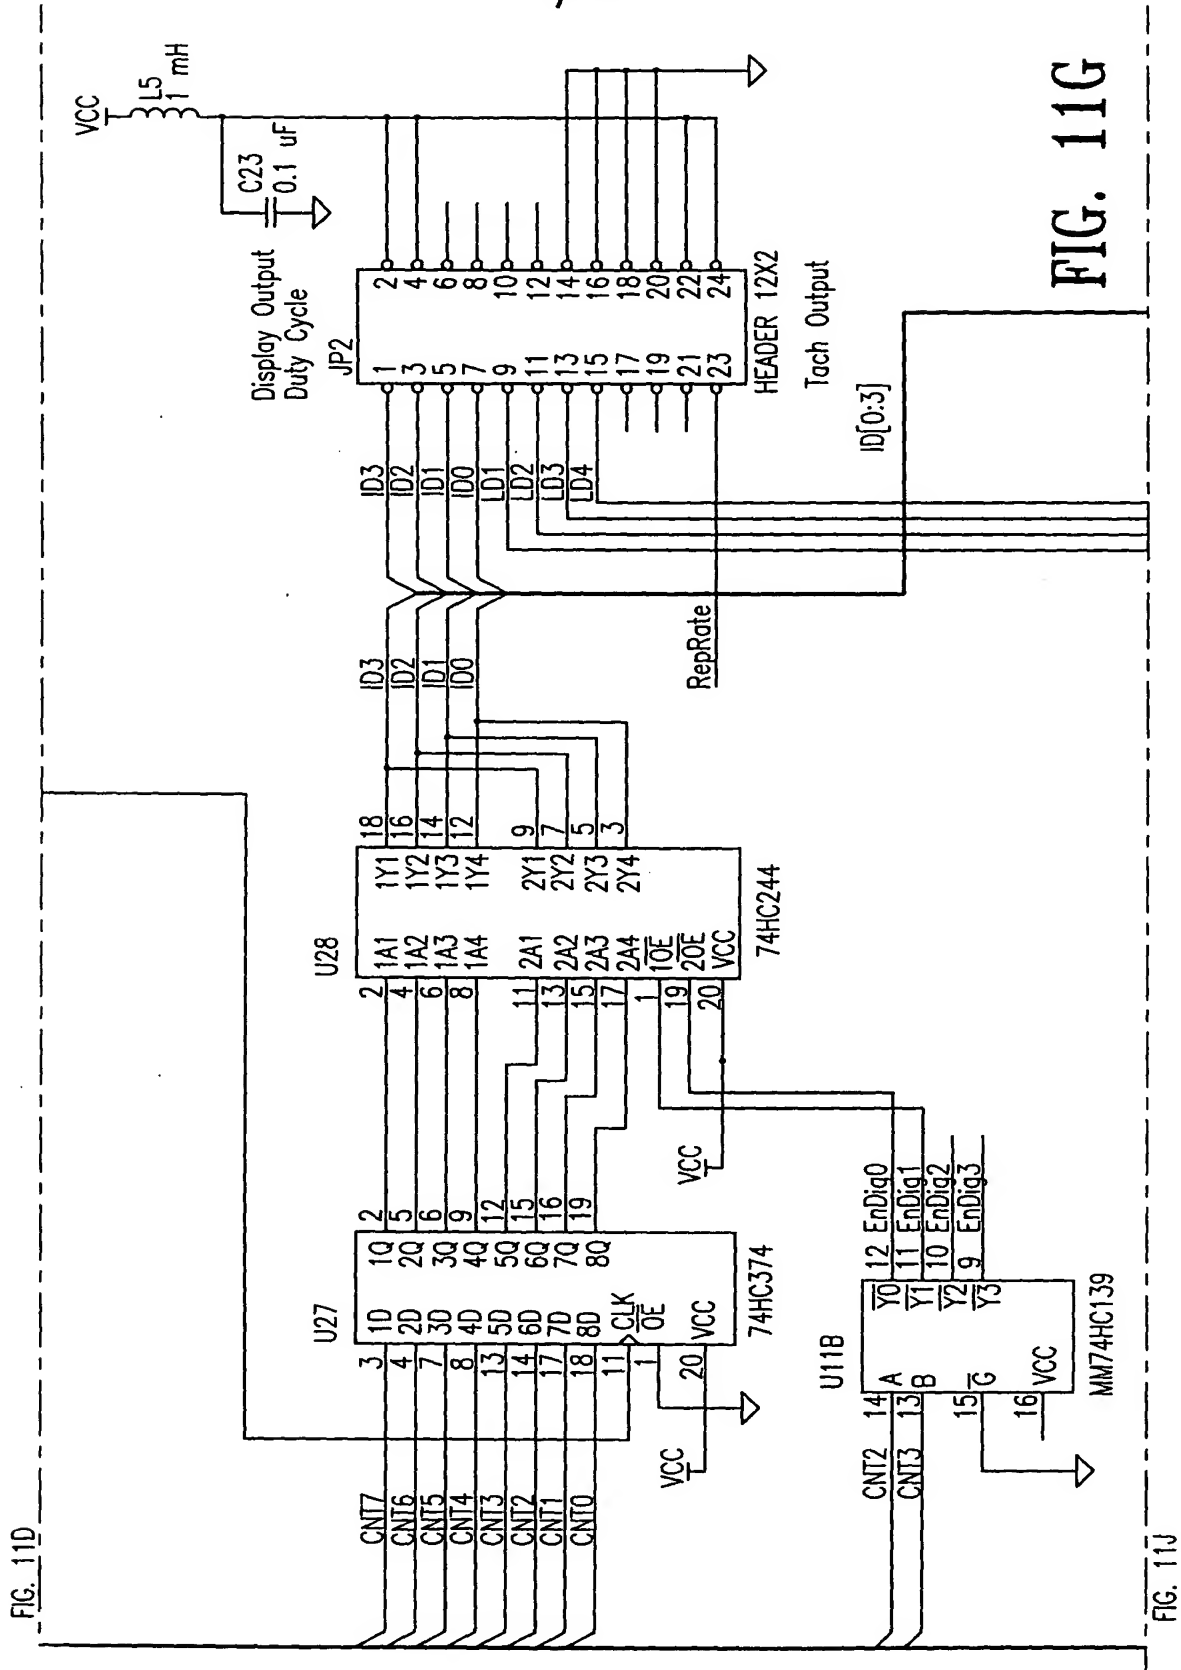 FIG. 11D
VCC
L5
1 mH
C23
0.1 uF
Display Output
Duty Cycle
JP2
1 2
3 4
5 6
7 8
9 10
11 12
13 14
15 16
17 18
19 20
21 22
23 24
HEADER 12X2
Tach Output
ID3
ID2
ID1
ID0
LD1
LD2
LD3
LD4
RepRate
ID[0:3]
ID3
ID2
ID1
ID0
U28
2 1A1 1Y1 18
4 1A2 1Y2 16
6 1A3 1Y3 14
8 1A4 1Y4 12
11 2A1 2Y1 9
13 2A2 2Y2 7
15 2A3 2Y3 5
17 2A4 2Y4 3
1 1OE
19 2OE
20 VCC
74HC244
VCC
U27
CNT7 3 1D 1Q 2
CNT6 4 2D 2Q 5
CNT5 7 3D 3Q 6
CNT4 8 4D 4Q 9
CNT3 13 5D 5Q 12
CNT2 14 6D 6Q 15
CNT1 17 7D 7Q 16
CNT0 18 8D 8Q 19
11 CLK
1 OE
20 VCC
VCC
74HC374
U11B
CNT2 14 A Y0 12 EnDig0
CNT3 13 B Y1 11 EnDig1
Y2 10 EnDig2
15 G Y3 9 EnDig3
16 VCC
MM74HC139
FIG. 11J
FIG. 11G